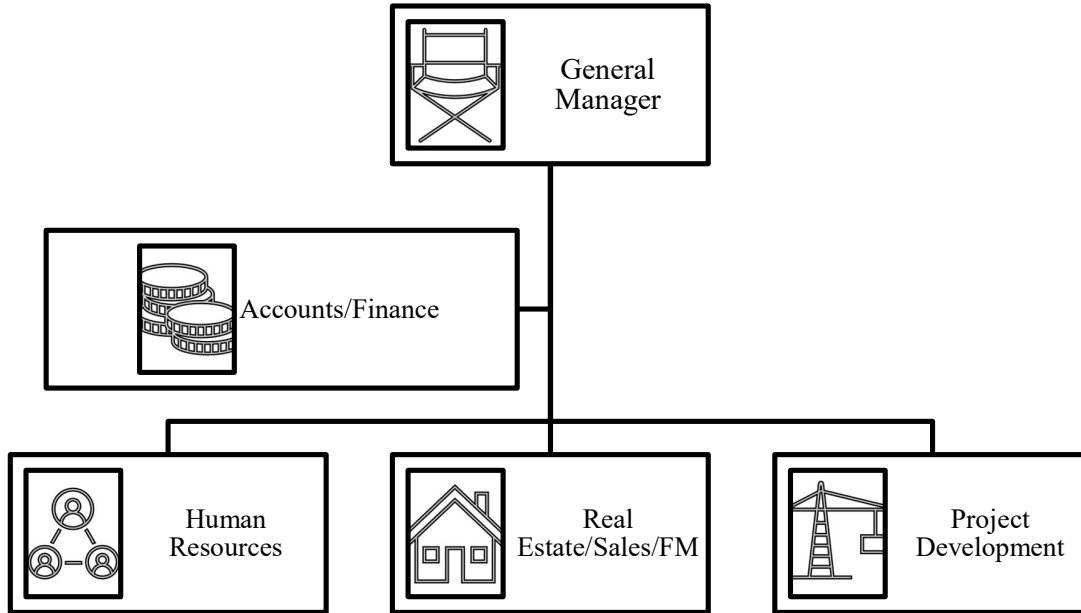 General
Manager
Accounts/Finance
Human
Resources
Real
Estate/Sales/FM
Project
Development